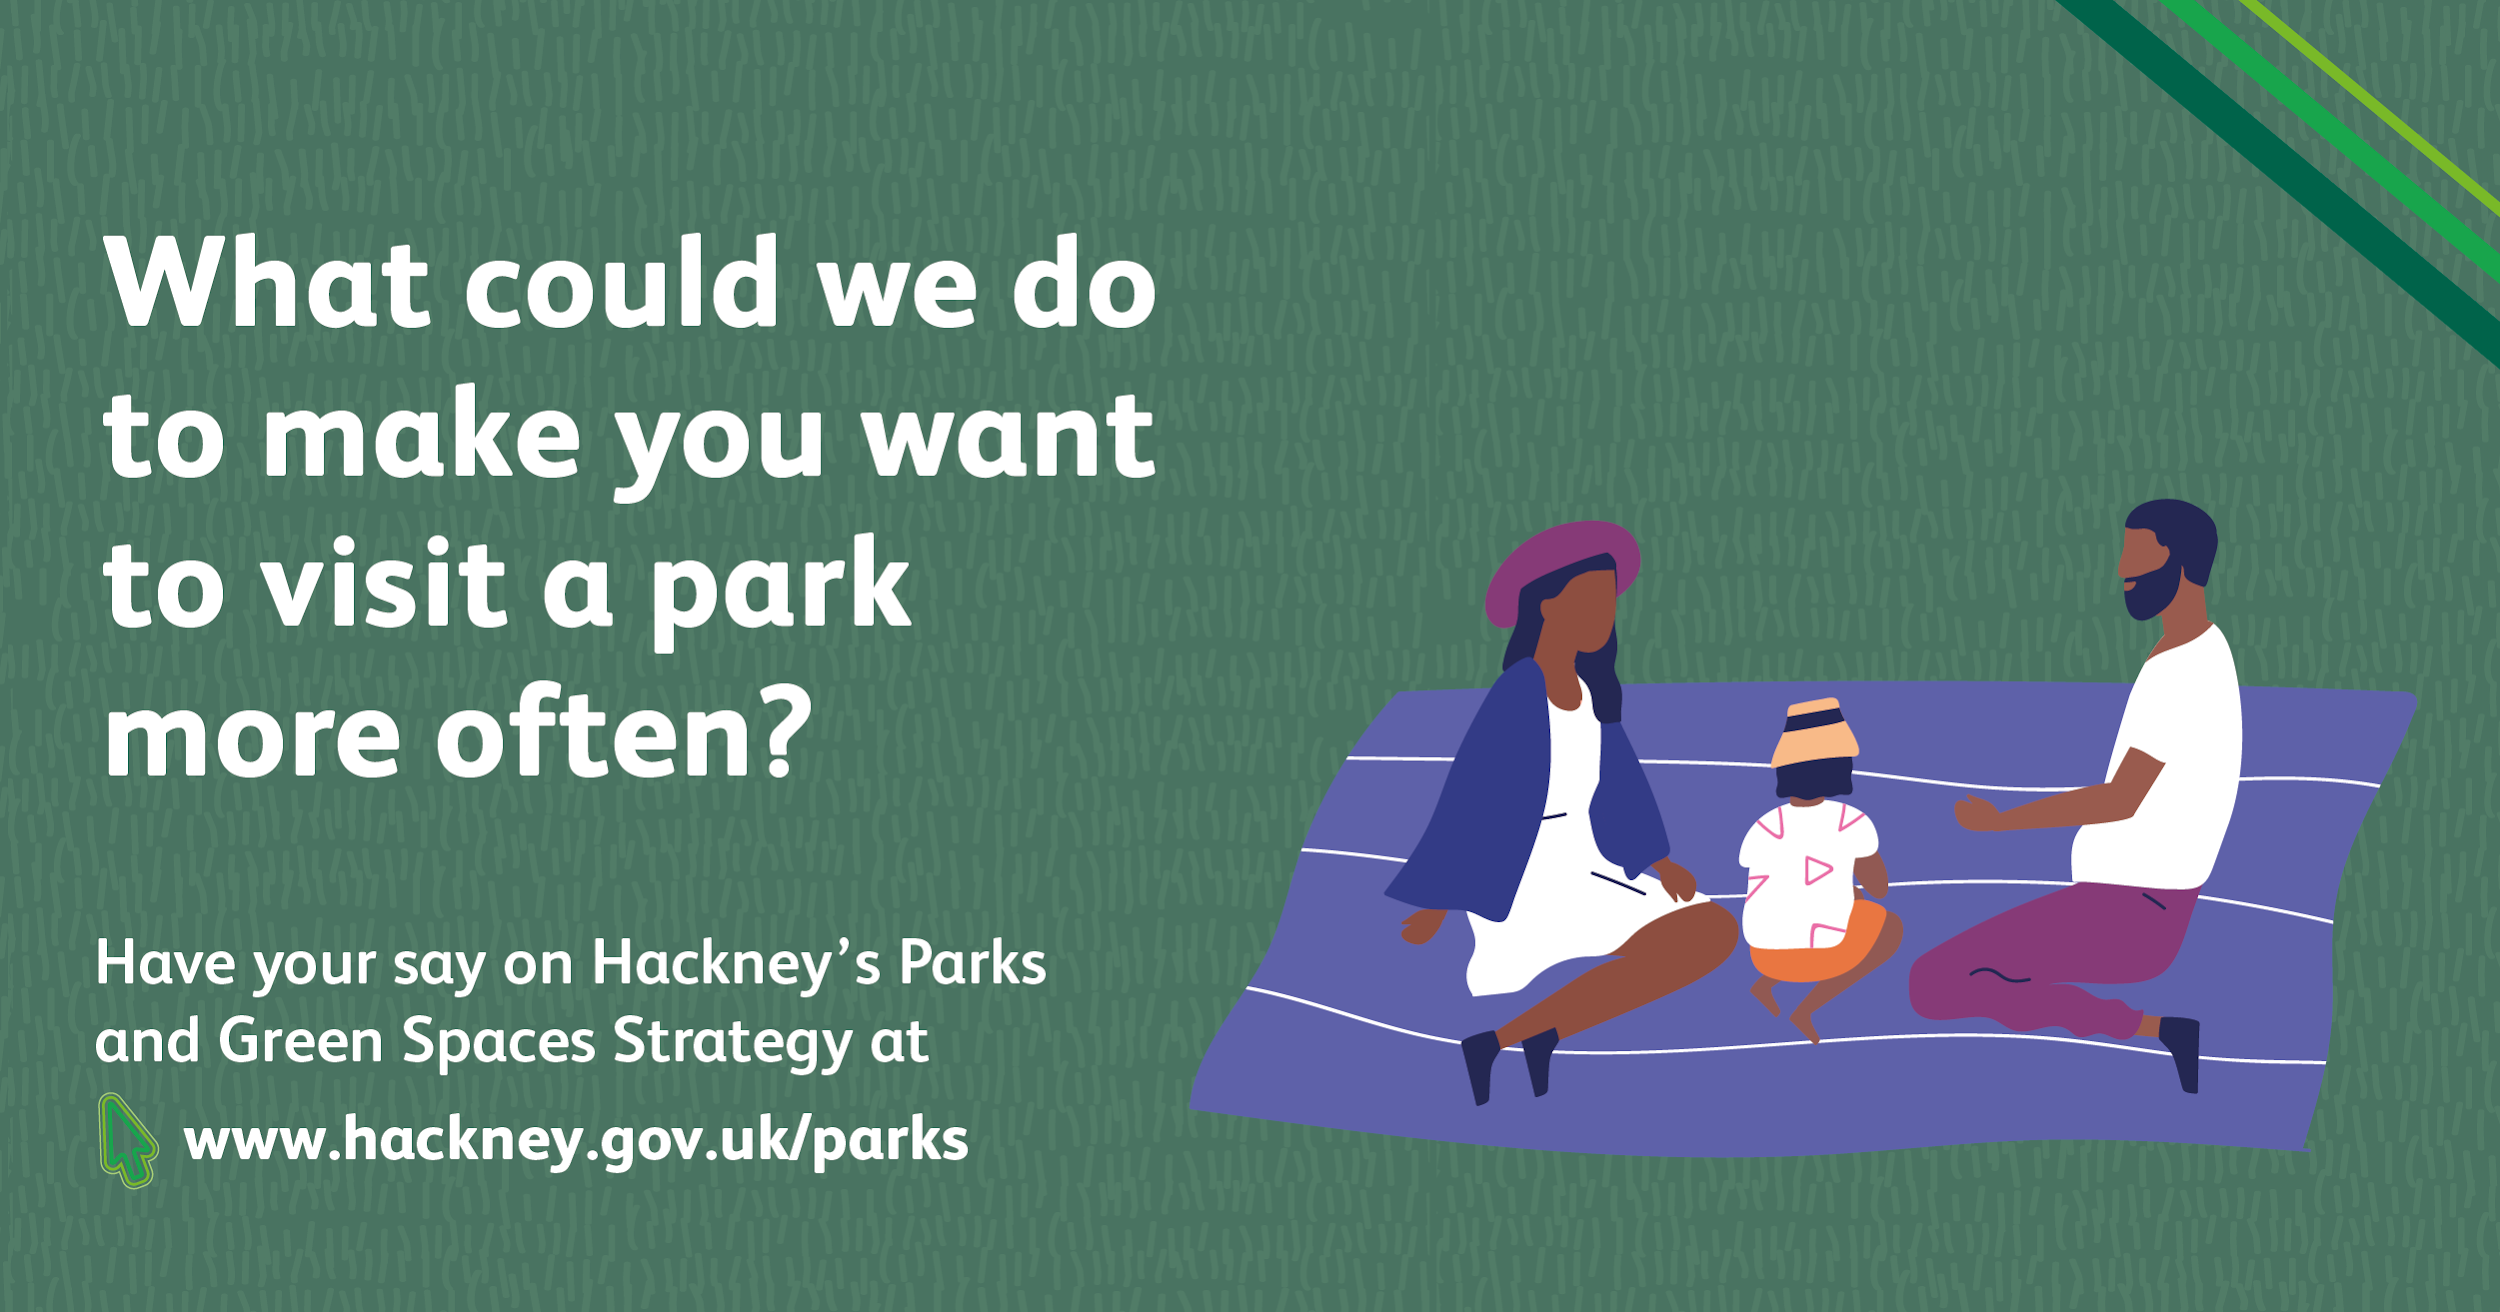 What could we do
to make you want
to visit a park
more often?
Have your say on Hackney’s Parks
and Green Spaces Strategy at
www.hackney.gov.uk/parks